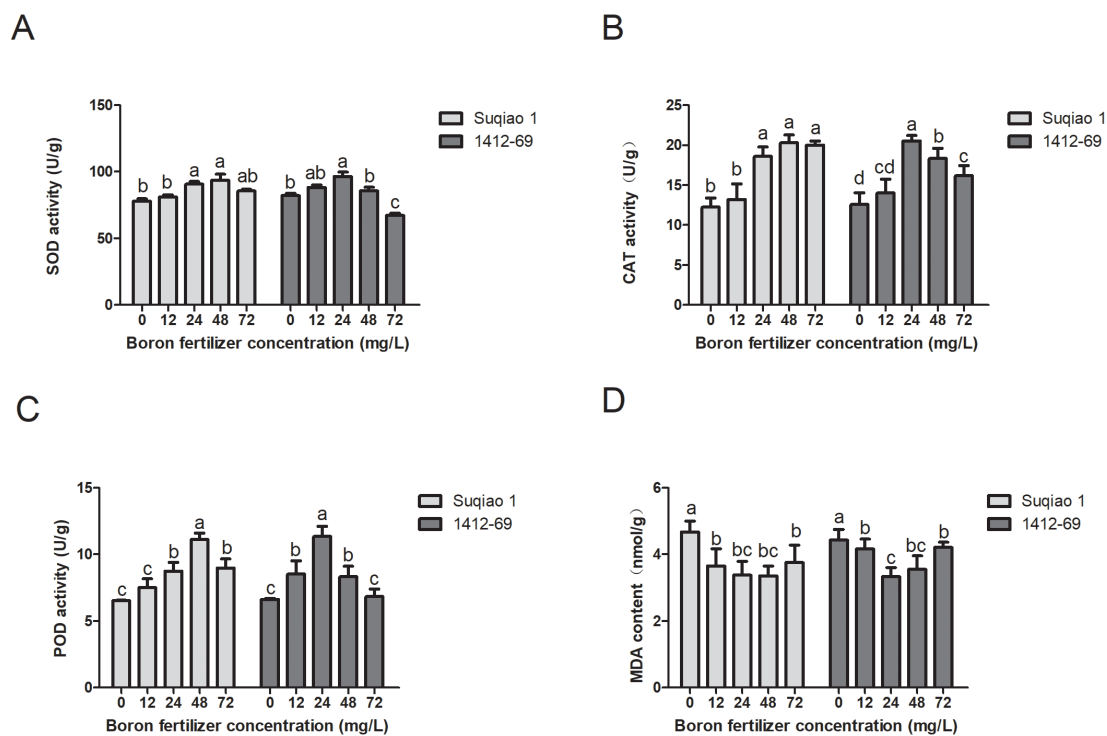 A
SOD activity (U/g)
150
100
50
0
b b a a ab b ab a b c
0 12 24 48 72 0 12 24 48 72
Boron fertilizer concentration (mg/L)
Suqiao 1
1412-69
B
CAT activity（U/g）
25
20
15
10
5
0
b b a a a d cd a b c
0 12 24 48 72 0 12 24 48 72
Boron fertilizer concentration (mg/L)
Suqiao 1
1412-69
C
POD activity (U/g)
15
10
5
0
c c b a b c b a b c
0 12 24 48 72 0 12 24 48 72
Boron fertilizer concentration (mg/L)
Suqiao 1
1412-69
D
MDA content（nmol/g）
6
4
2
0
a b bc bc b a b c bc b
0 12 24 48 72 0 12 24 48 72
Boron fertilizer concentration (mg/L)
Suqiao 1
1412-69